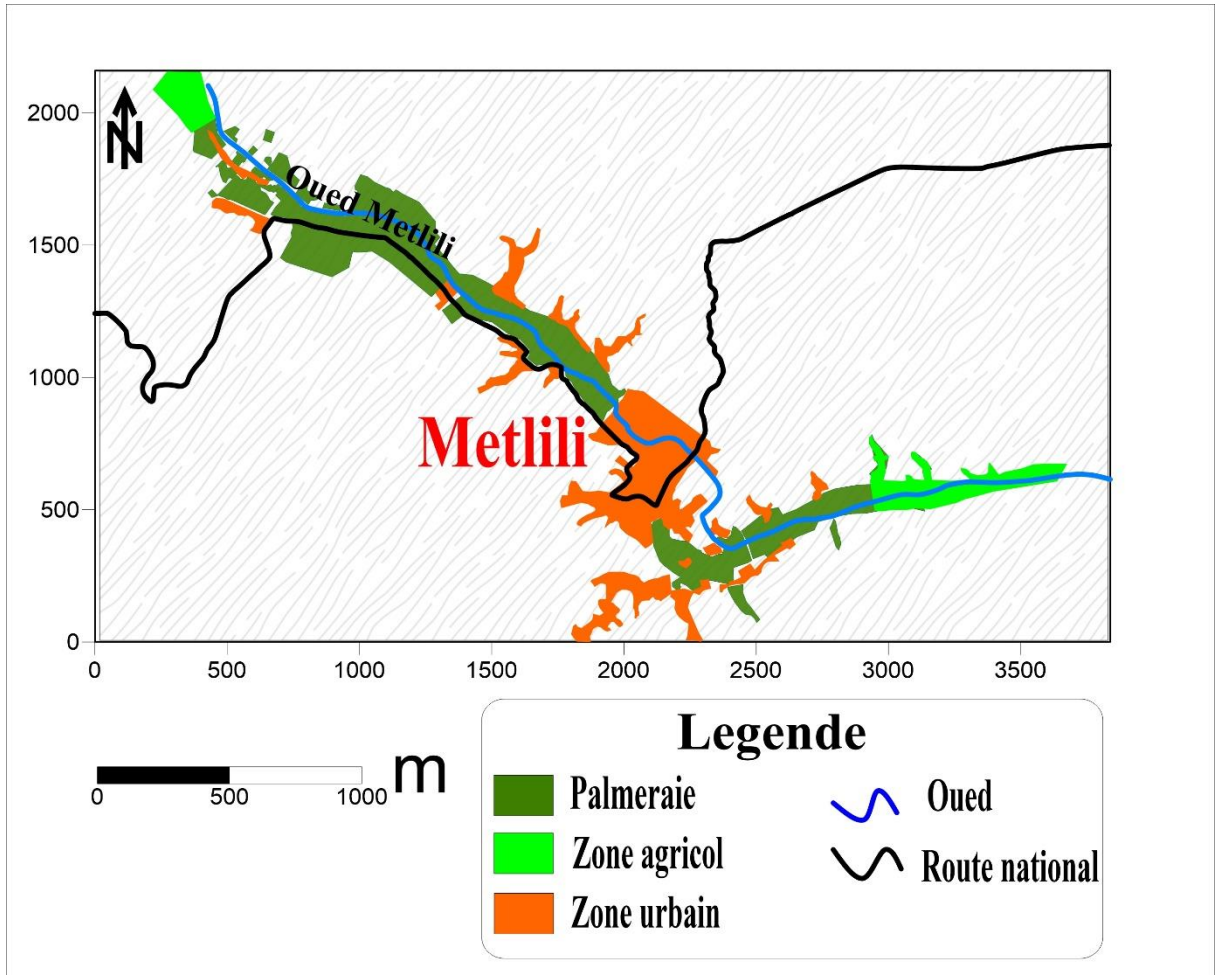 2000
1500
1000
500
0
N
Oued Metlili
Metlili
0 500 1000 1500 2000 2500 3000 3500
m
0 500 1000
Legende
Palmeraie
Oued
Zone agricol
Route national
Zone urbain